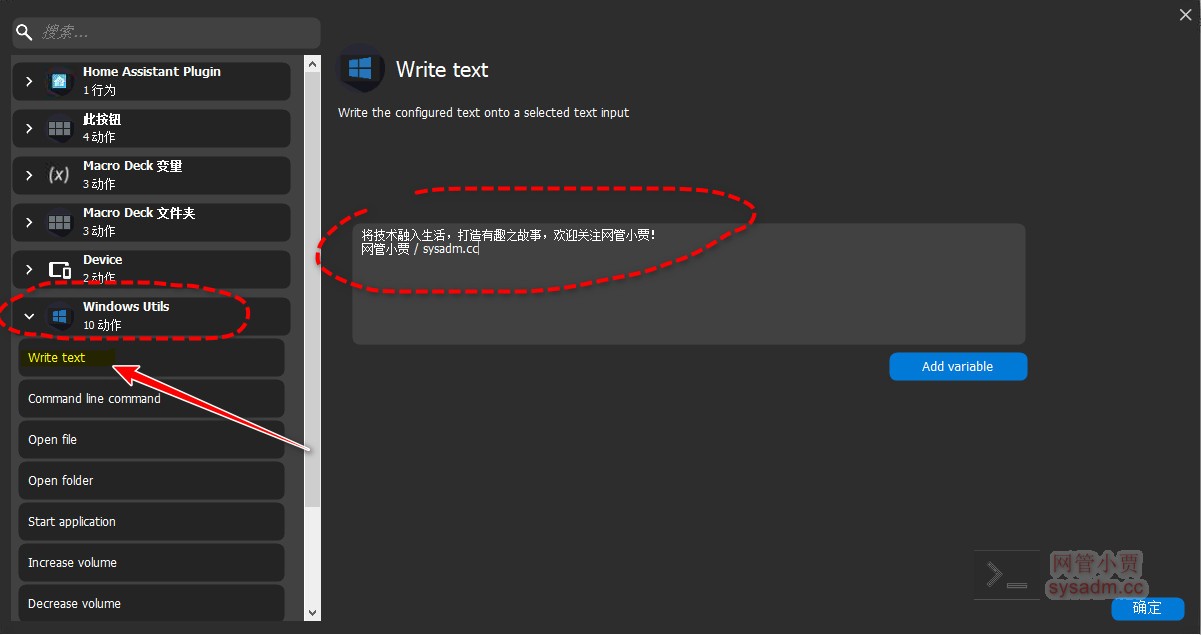 搜索...
Home Assistant Plugin
1 行为
此按钮
4 动作
(x)
Macro Deck 变量
3 动作
Macro Deck 文件夹
3 动作
Device
2 动作
Windows Utils
10 动作
Write text
Command line command
Open file
Open folder
Start application
Increase volume
Decrease volume
Write text
Write the configured text onto a selected text input
将技术融入生活，打造有趣之故事，欢迎关注网管小贾！
网管小贾 / sysadm.cc
Add variable
网管小贾
sysadm.cc
确定